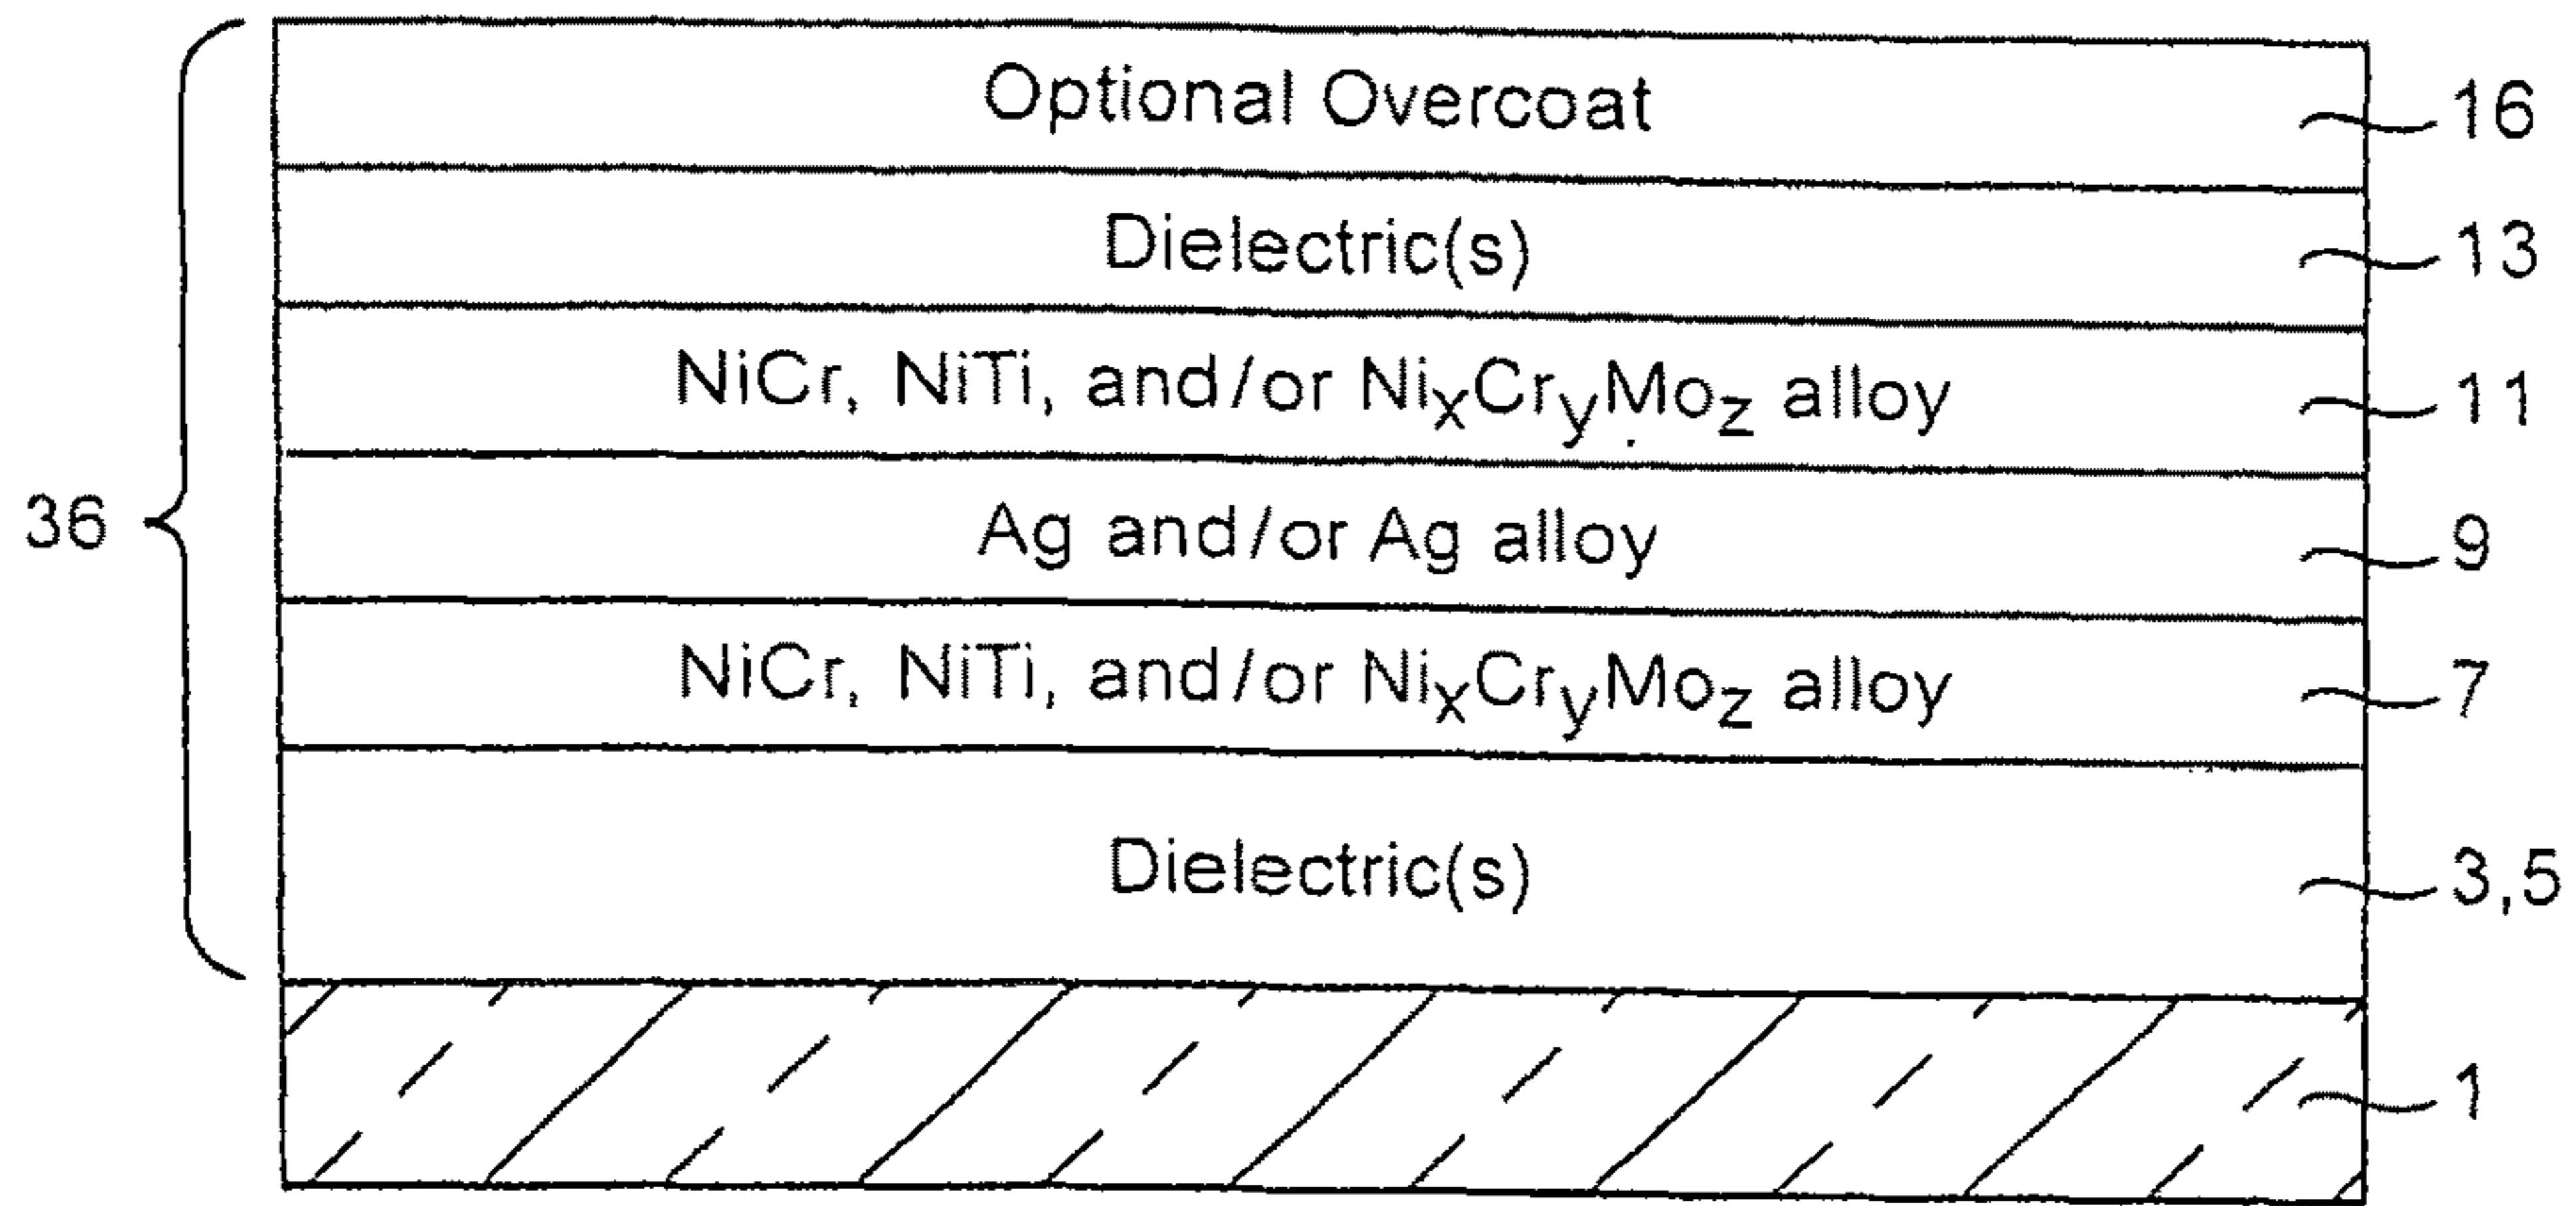 Optional Overcoat 16
Dielectric(s) 13
NiCr, NiTi, and/or NixCryMoz alloy 11
36
Ag and/or Ag alloy 9
NiCr, NiTi, and/or NixCryMoz alloy 7
Dielectric(s) 3,5
1